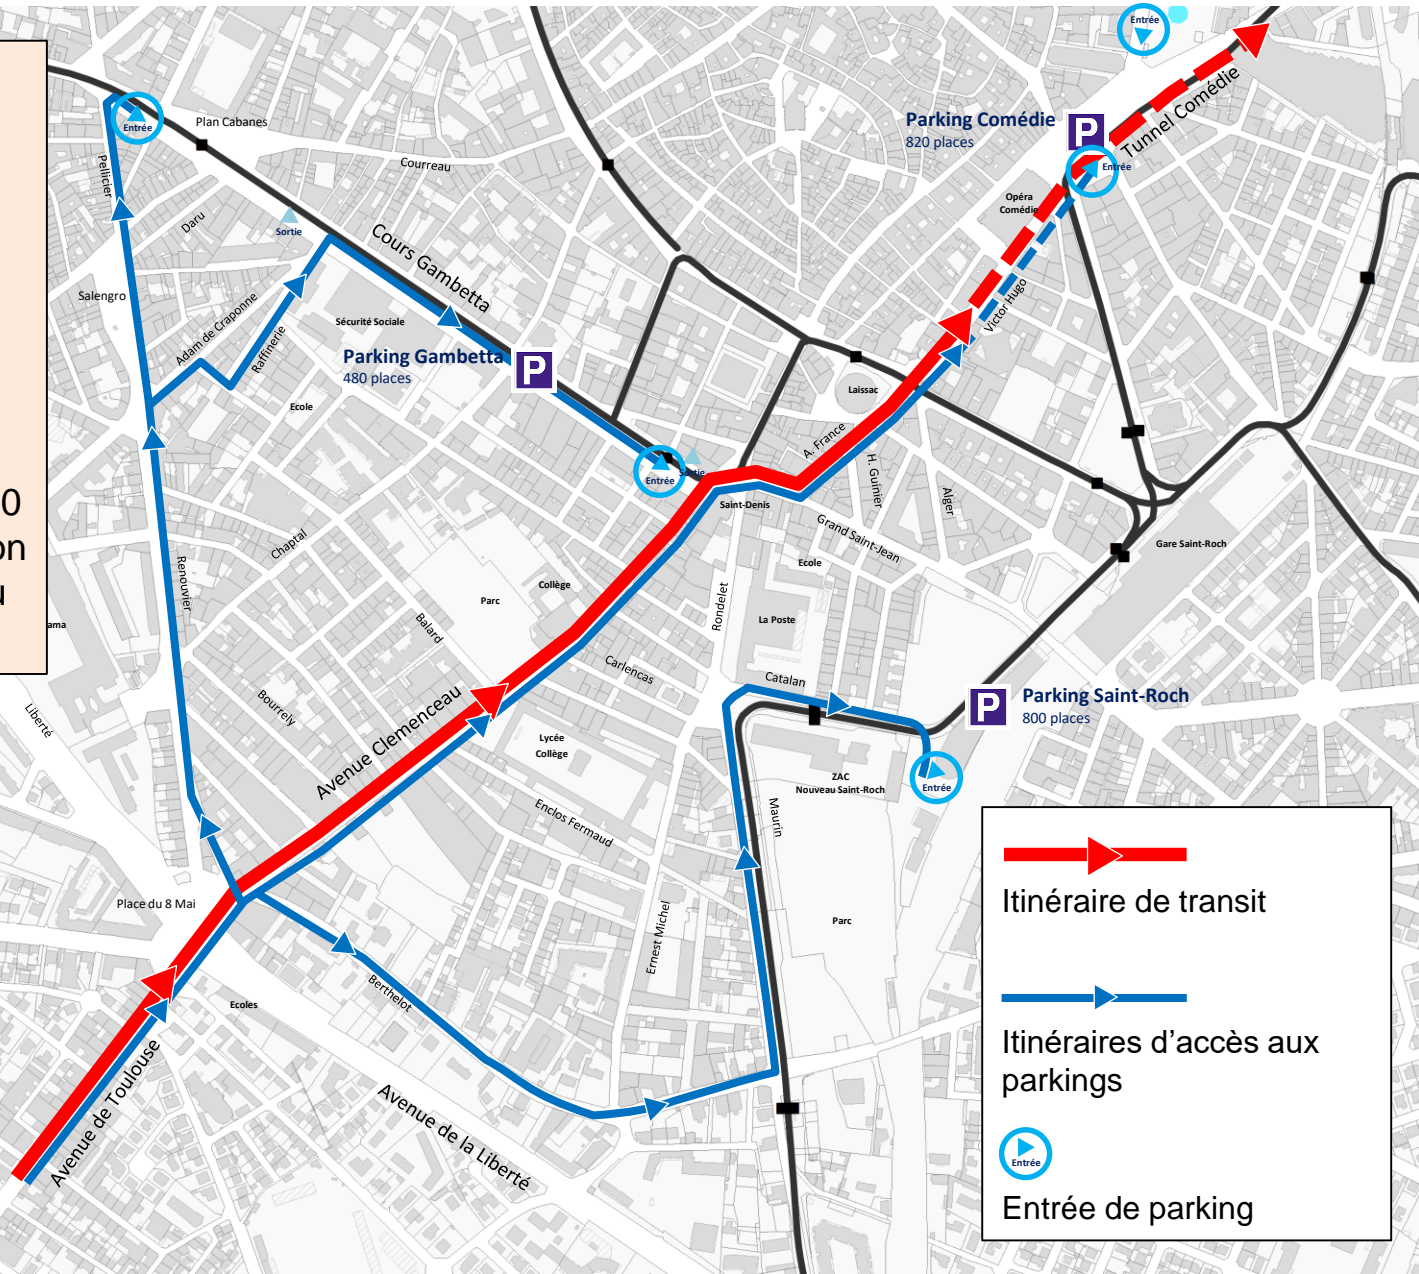 Entrée
Parking Comédie
820 places
Tunnel Comédie
Entrée
Opéra
Comédie
Entrée
Plan Cabanes
Courreau
Pellicier
Daru
Sortie
Cours Gambetta
Salengro
Adam de Craponne
Raffinerie
Sécurité Sociale
Parking Gambetta
480 places
Ecole
Victor Hugo
Laissac
A. France
H. Guinier
Alger
Entrée
Sortie
Saint-Denis
Grand Saint-Jean
Gare Saint-Roch
0
on
u
ama
Chaptal
Renouvier
Parc
Collège
Balard
Ecole
La Poste
Rondelet
Carlencas
Catalan
Bourrely
Liberté
Avenue Clemenceau
Lycée
Collège
Parking Saint-Roch
800 places
ZAC
Nouveau Saint-Roch
Entrée
Enclos Fermaud
Maurin
Place du 8 Mai
Ernest Michel
Parc
Berthelot
Ecoles
Avenue de Toulouse
Avenue de la Liberté
Itinéraire de transit
Itinéraires d’accès aux
parkings
Entrée
Entrée de parking